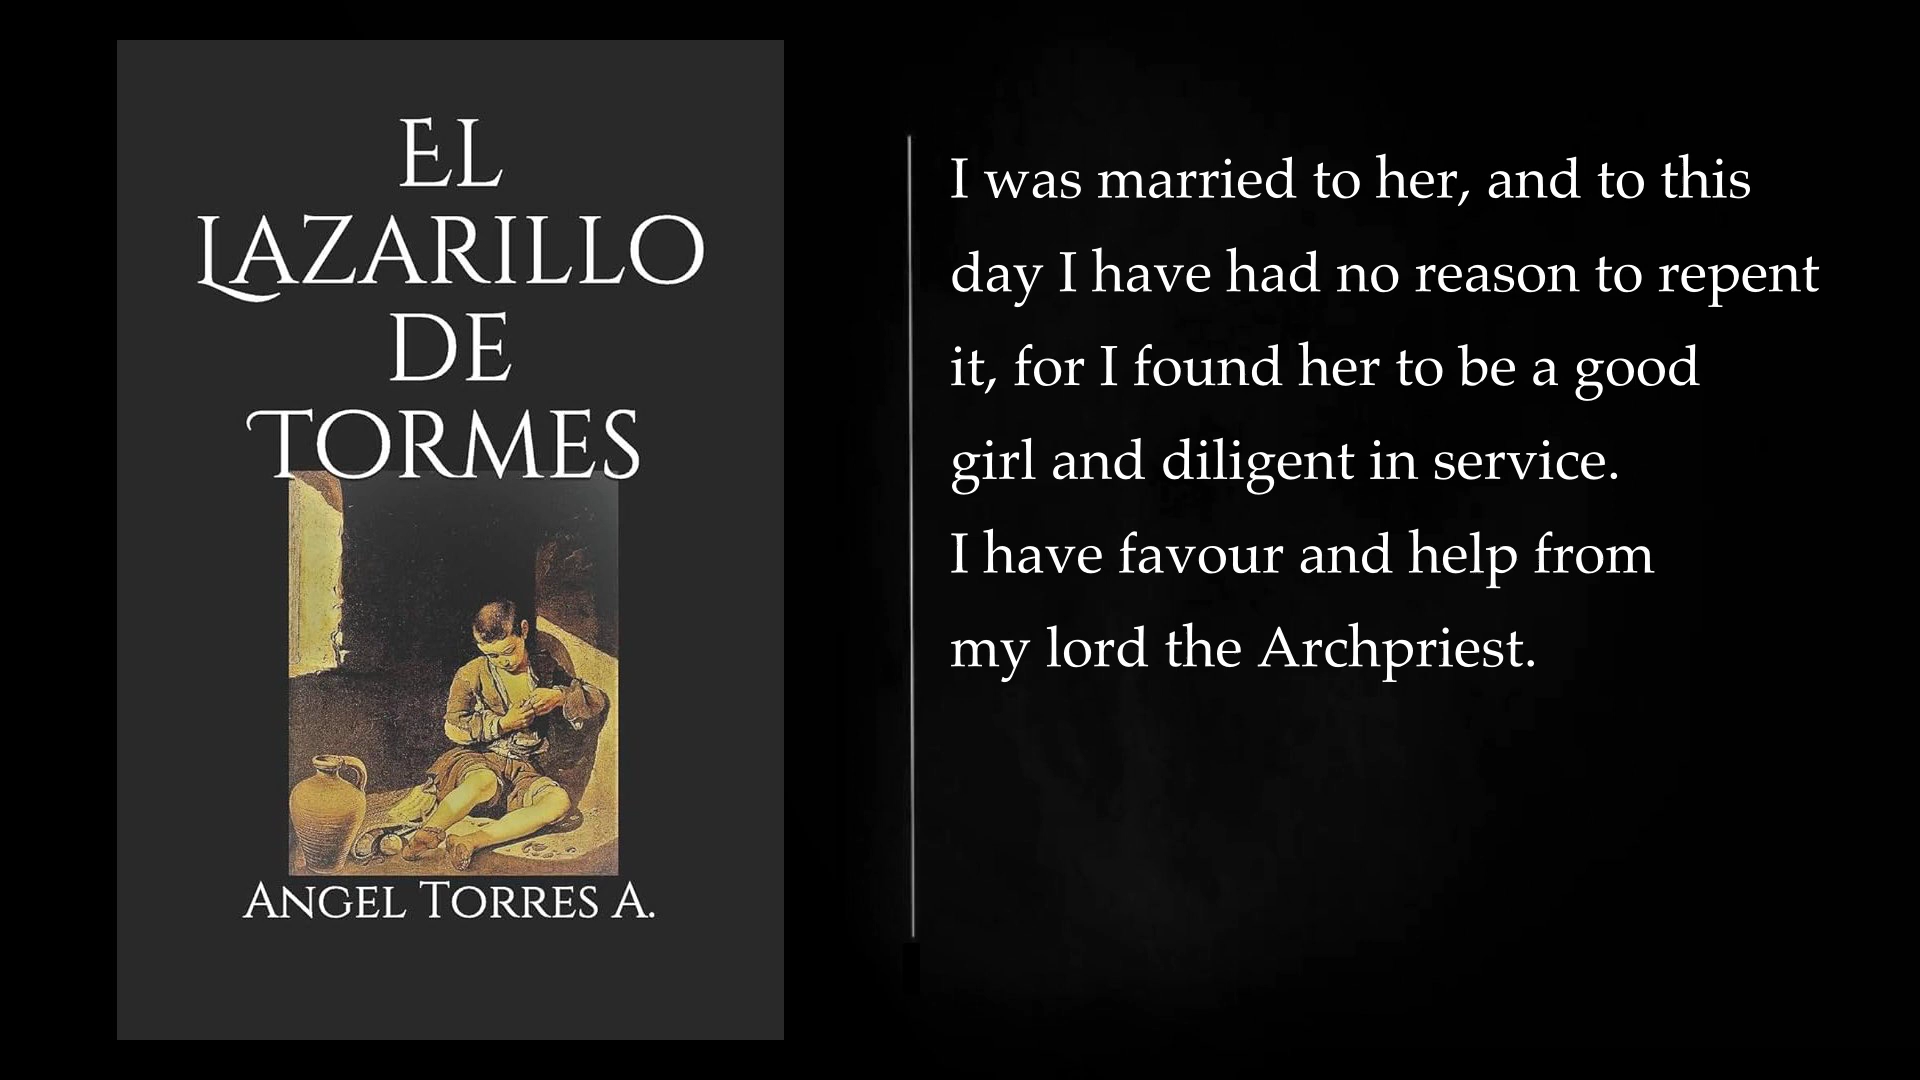 EL
LAZARILLO
DE
TORMES
ANGEL TORRES A.
I was married to her, and to this
day I have had no reason to repent
it, for I found her to be a good
girl and diligent in service.
I have favour and help from
my lord the Archpriest.